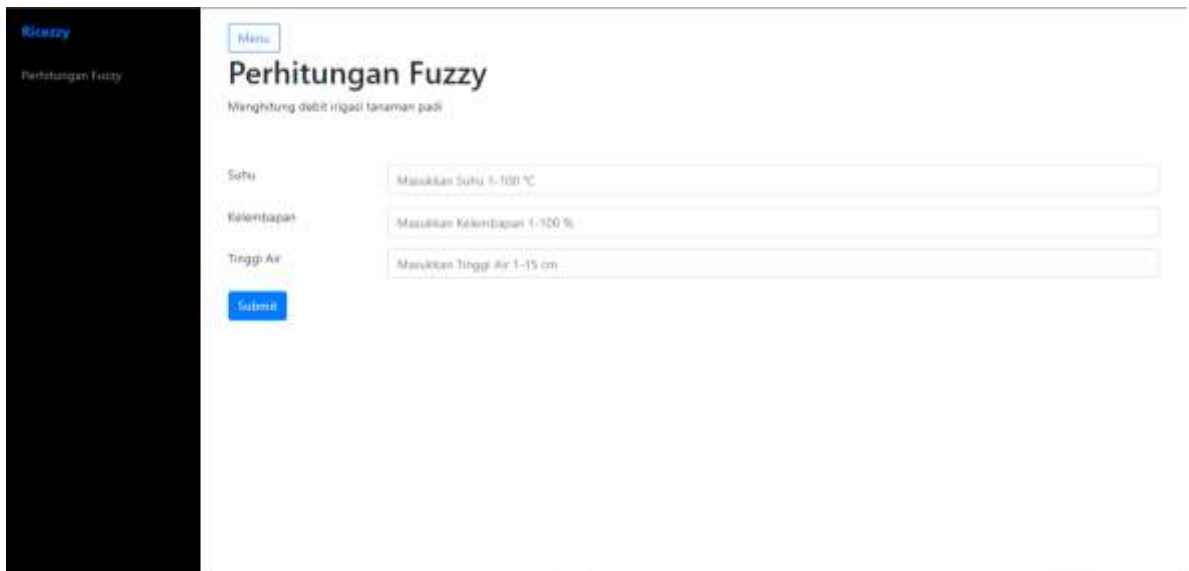 Ricezzy
Perhitungan Fuzzy
Menu
Perhitungan Fuzzy
Menghitung debit irigasi tanaman padi
Suhu
Masukkan Suhu 1-100 °C
Kelembapan
Masukkan Kelembapan 1-100 %
Tinggi Air
Masukkan Tinggi Air 1-15 cm
Submit